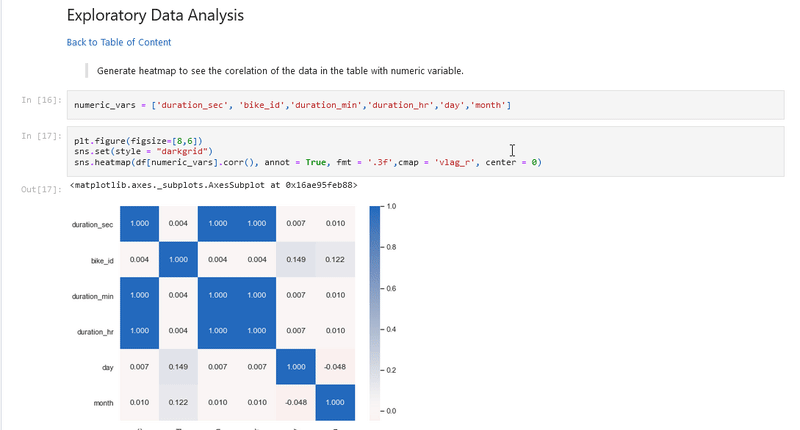 Exploratory Data Analysis
Back to Table of Content
Generate heatmap to see the corelation of the data in the table with numeric variable.
In [16]:
numeric_vars = ['duration_sec', 'bike_id','duration_min','duration_hr','day','month']
In [17]:
plt.figure(figsize=[8,6])
sns.set(style = "darkgrid")
sns.heatmap(df[numeric_vars].corr(), annot = True, fmt = '.3f',cmap = 'vlag_r', center = 0)
Out[17]:
<matplotlib.axes._subplots.AxesSubplot at 0x16ae95feb88>
duration_sec 1.000 0.004 1.000 1.000 0.007 0.010
bike_id 0.004 1.000 0.004 0.004 0.149 0.122
duration_min 1.000 0.004 1.000 1.000 0.007 0.010
duration_hr 1.000 0.004 1.000 1.000 0.007 0.010
day 0.007 0.149 0.007 0.007 1.000 -0.048
month 0.010 0.122 0.010 0.010 -0.048 1.000
1.0
0.8
0.6
0.4
0.2
0.0